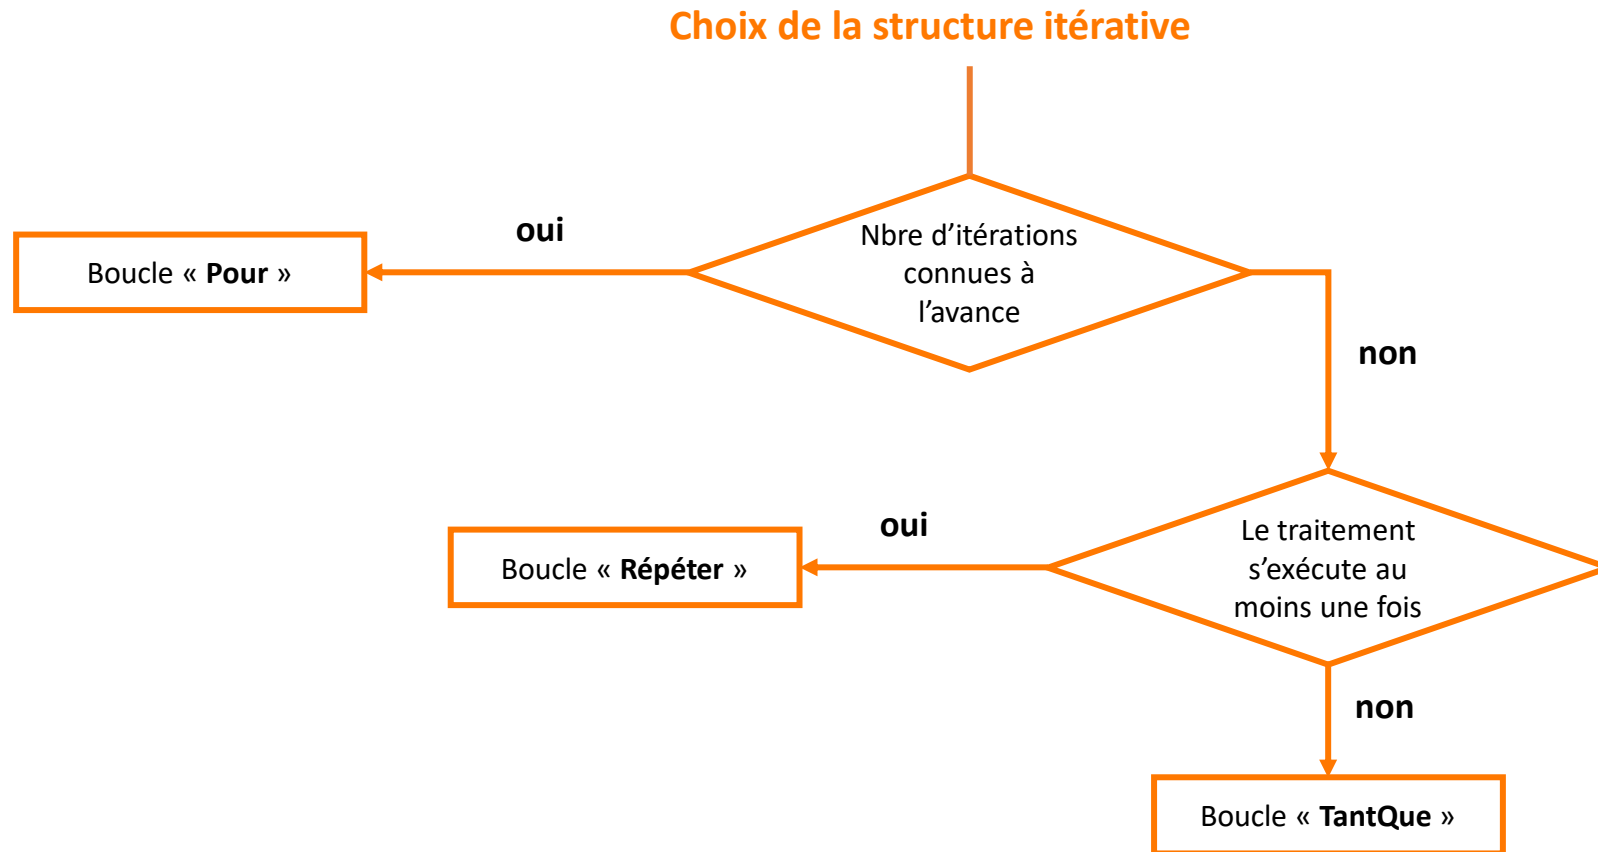 Choix de la structure itérative
oui
Nbre d’itérations
connues à
l’avance
Boucle « Pour »
non
oui
Le traitement
s’exécute au
moins une fois
Boucle « Répéter »
non
Boucle « TantQue »